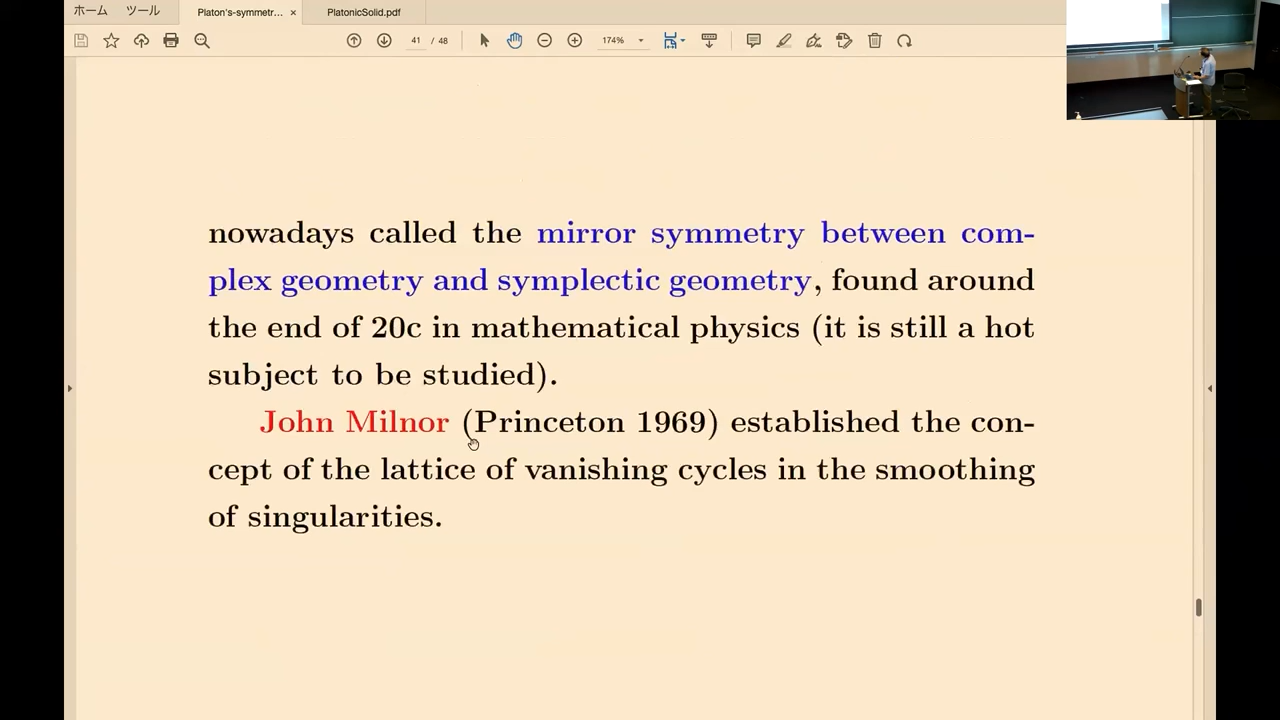 ホーム ツール Platon's-symmetr... × PlatonicSolid.pdf
41 / 48 174%
nowadays called the mirror symmetry between com-
plex geometry and symplectic geometry, found around
the end of 20c in mathematical physics (it is still a hot
subject to be studied).
John Milnor (Princeton 1969) established the con-
cept of the lattice of vanishing cycles in the smoothing
of singularities.